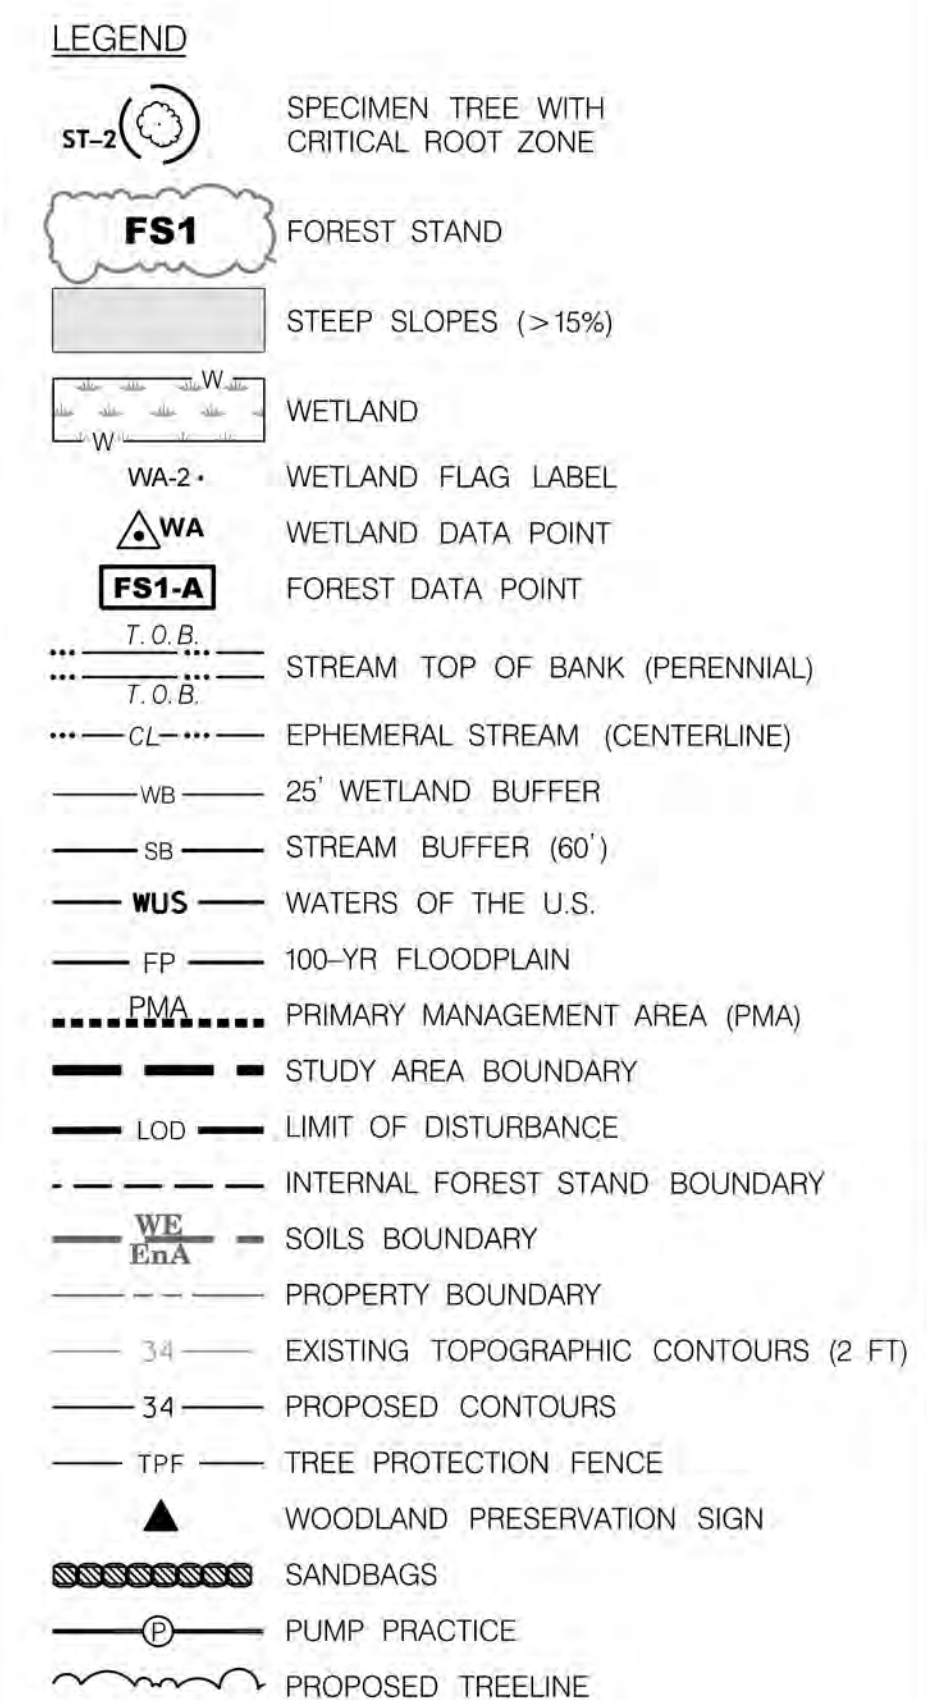 LEGEND
ST–2
SPECIMEN TREE WITH
CRITICAL ROOT ZONE
FS1 FOREST STAND
STEEP SLOPES (>15%)
W
WETLAND
W
WA-2 WETLAND FLAG LABEL
WA WETLAND DATA POINT
FS1-A FOREST DATA POINT
T.O.B.
STREAM TOP OF BANK (PERENNIAL)
T.O.B.
CL EPHEMERAL STREAM (CENTERLINE)
WB 25' WETLAND BUFFER
SB STREAM BUFFER (60')
WUS WATERS OF THE U.S.
FP 100–YR FLOODPLAIN
PMA PRIMARY MANAGEMENT AREA (PMA)
STUDY AREA BOUNDARY
LOD LIMIT OF DISTURBANCE
INTERNAL FOREST STAND BOUNDARY
WE
SOILS BOUNDARY
EnA
PROPERTY BOUNDARY
34 EXISTING TOPOGRAPHIC CONTOURS (2 FT)
34 PROPOSED CONTOURS
TPF TREE PROTECTION FENCE
WOODLAND PRESERVATION SIGN
SANDBAGS
P PUMP PRACTICE
PROPOSED TREELINE